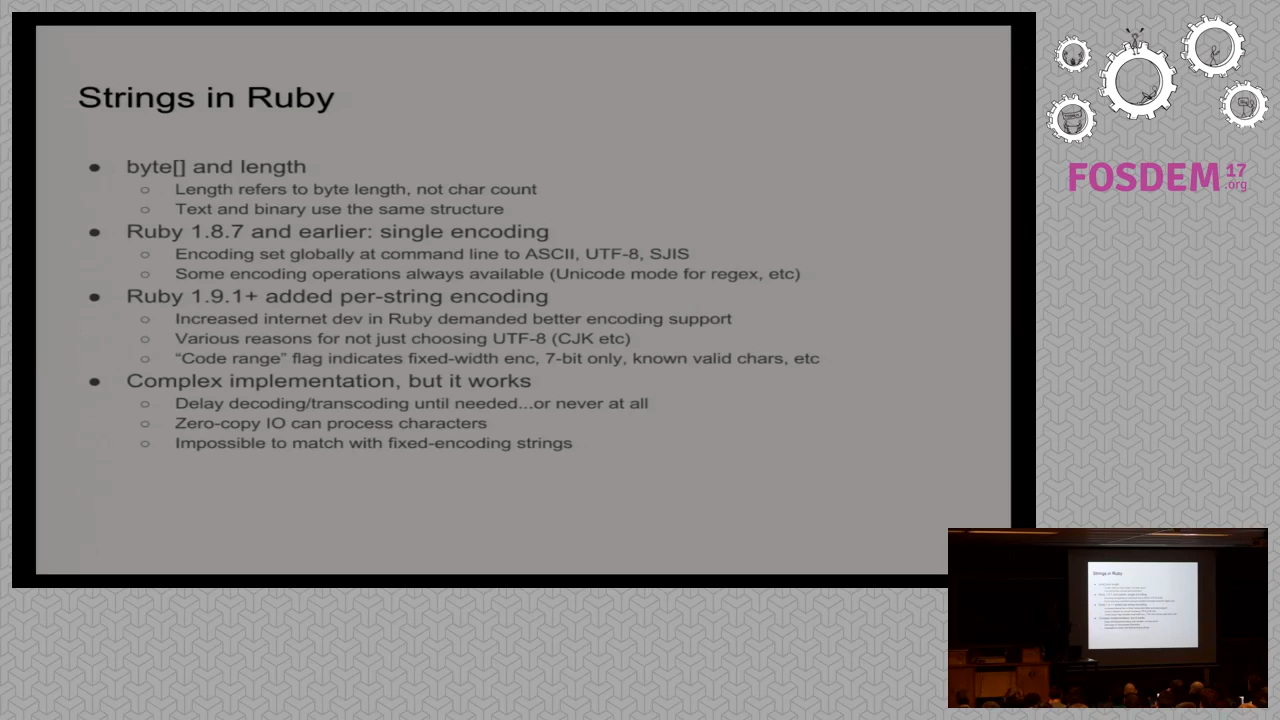 Strings in Ruby
● byte[] and length
○ Length refers to byte length, not char count
○ Text and binary use the same structure
● Ruby 1.8.7 and earlier: single encoding
○ Encoding set globally at command line to ASCII, UTF-8, SJIS
○ Some encoding operations always available (Unicode mode for regex, etc)
● Ruby 1.9.1+ added per-string encoding
○ Increased internet dev in Ruby demanded better encoding support
○ Various reasons for not just choosing UTF-8 (CJK etc)
○ “Code range” flag indicates fixed-width enc, 7-bit only, known valid chars, etc
● Complex implementation, but it works
○ Delay decoding/transcoding until needed...or never at all
○ Zero-copy IO can process characters
○ Impossible to match with fixed-encoding strings
FOSDEM 17
.org
Strings in Ruby